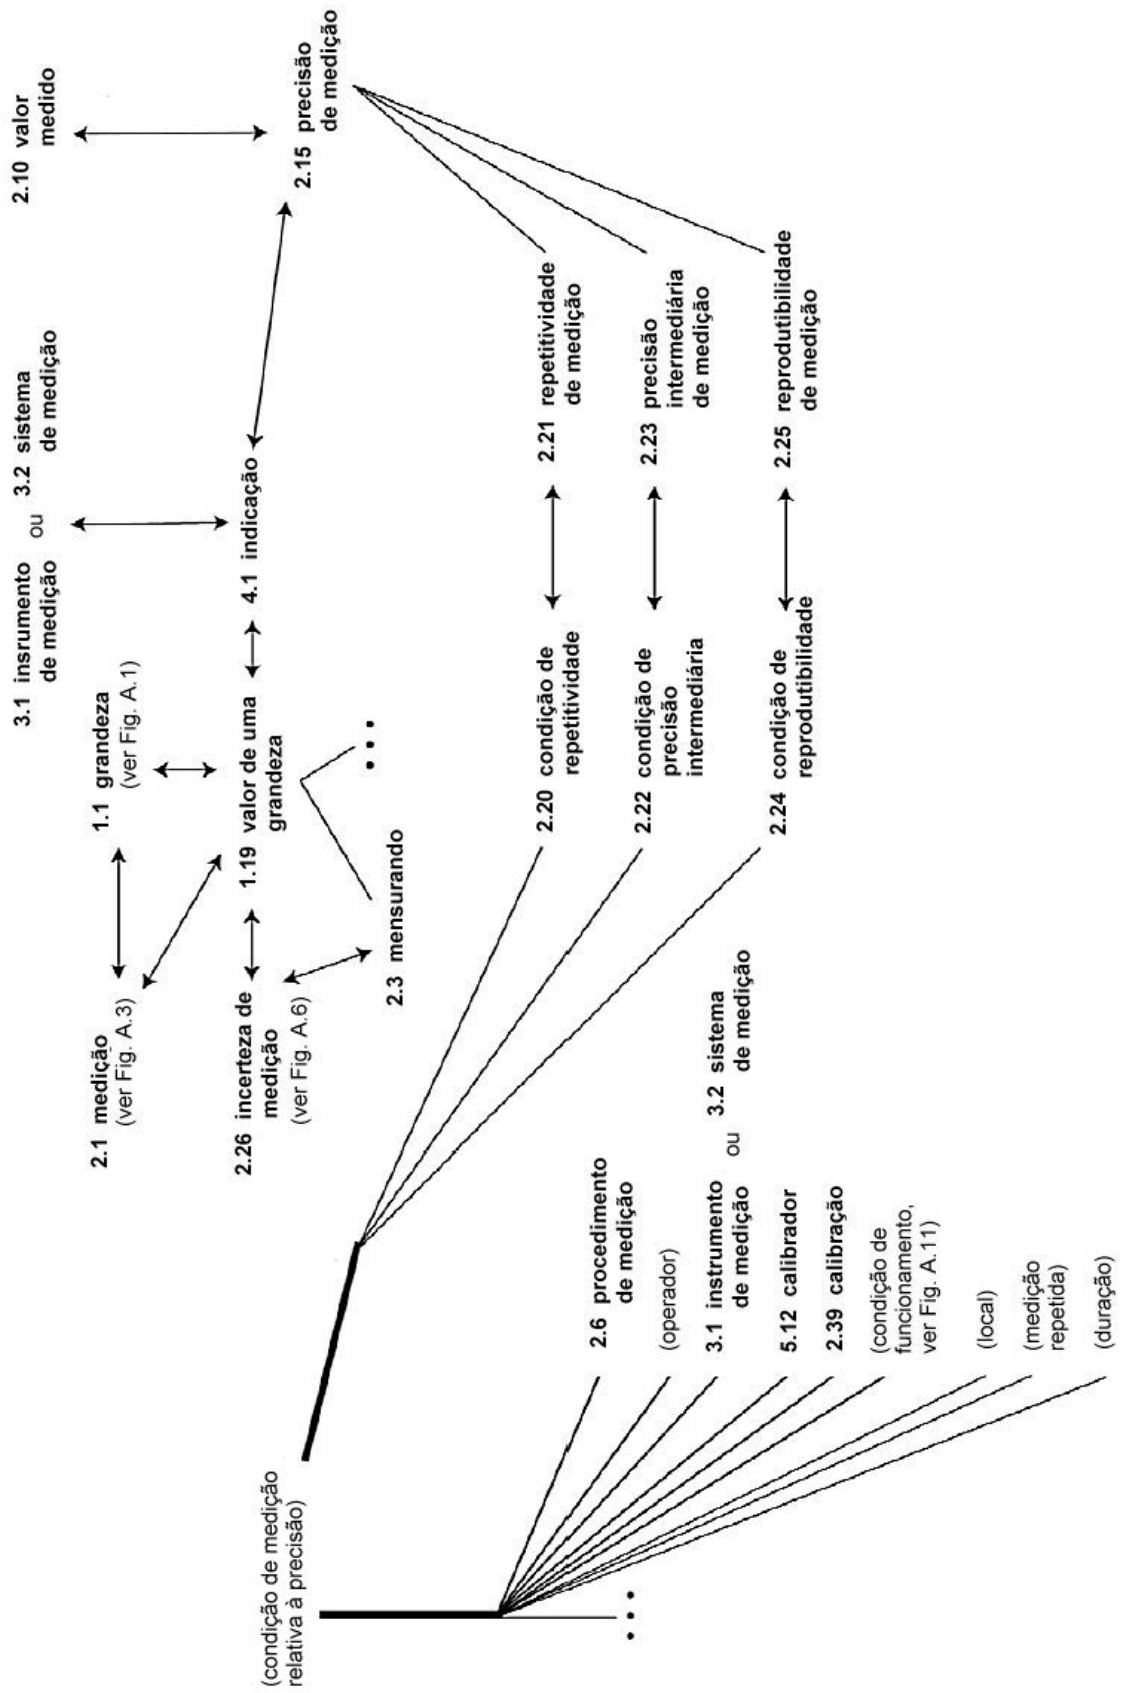 3.1 insrumento
de medição
ou
3.2 sistema
de medição
2.10 valor
medido
1.1 grandeza
(ver Fig. A.1)
2.1 medição
(ver Fig. A.3)
2.26 incerteza de
medição
(ver Fig. A.6)
1.19 valor de uma
grandeza
4.1 indicação
2.15 precisão
de medição
2.3 mensurando
(condição de medição
relativa à precisão)
2.20 condição de
repetitividade
2.21 repetitividade
de medição
2.22 condição de
precisão
intermediária
2.23 precisão
intermediária
de medição
2.24 condição de
reprodutibilidade
2.25 reprodutibilidade
de medição
2.6 procedimento
de medição
(operador)
3.1 instrumento
de medição
ou
3.2 sistema
de medição
5.12 calibrador
2.39 calibração
(condição de
funcionamento,
ver Fig. A.11)
(local)
(medição
repetida)
(duração)